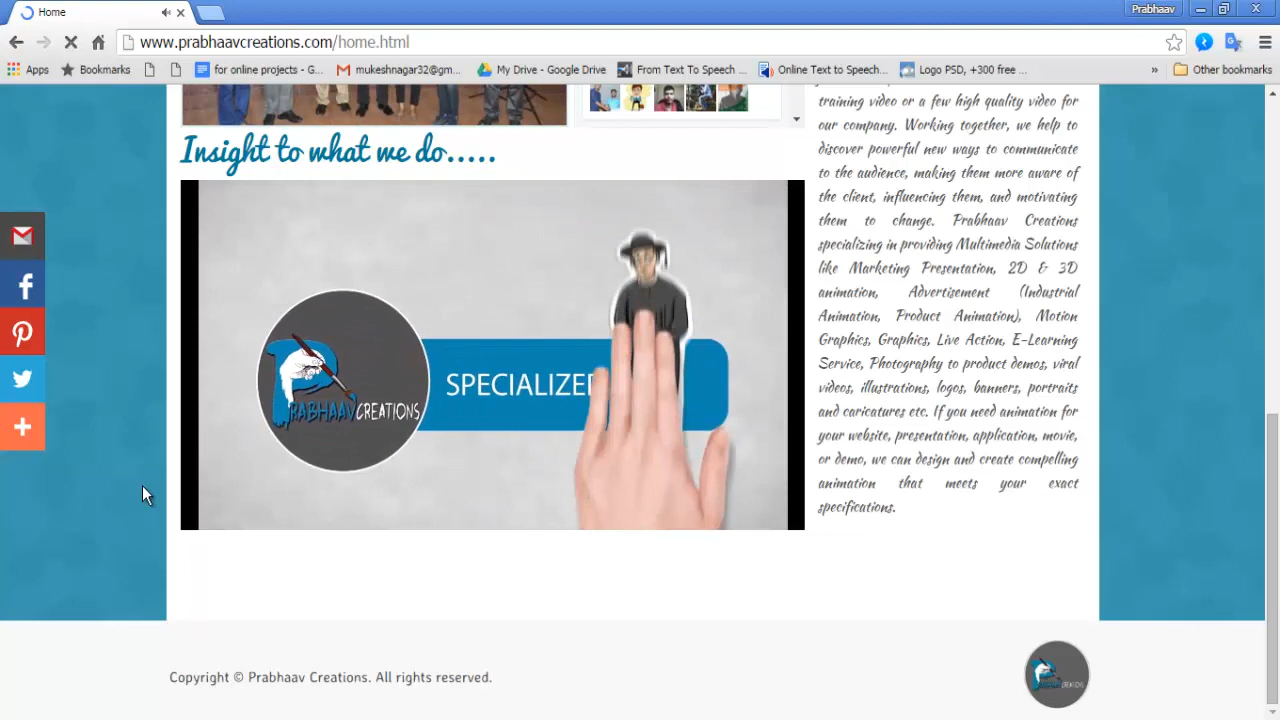 Home
Prabhaav
www.prabhaavcreations.com/home.html
Apps
Bookmarks
for online projects - G...
mukeshnagar32@gm...
My Drive - Google Drive
From Text To Speech ...
Online Text to Speech...
Logo PSD, +300 free ...
»
Other bookmarks
Insight to what we do.....
SPECIALIZE
PRABHAAVCREATIONS
training video or a few high quality video for
our company. Working together, we help to
discover powerful new ways to communicate
to the audience, making them more aware of
the client, influencing them, and motivating
them to change. Prabhaav Creations
specializing in providing Multimedia Solutions
like Marketing Presentation, 2D & 3D
animation, Advertisement (Industrial
Animation, Product Animation), Motion
Graphics, Graphics, Live Action, E-Learning
Service, Photography to product demos, viral
videos, illustrations, logos, banners, portraits
and caricatures etc. If you need animation for
your website, presentation, application, movie,
or demo, we can design and create compelling
animation that meets your exact
specifications.
Copyright © Prabhaav Creations. All rights reserved.